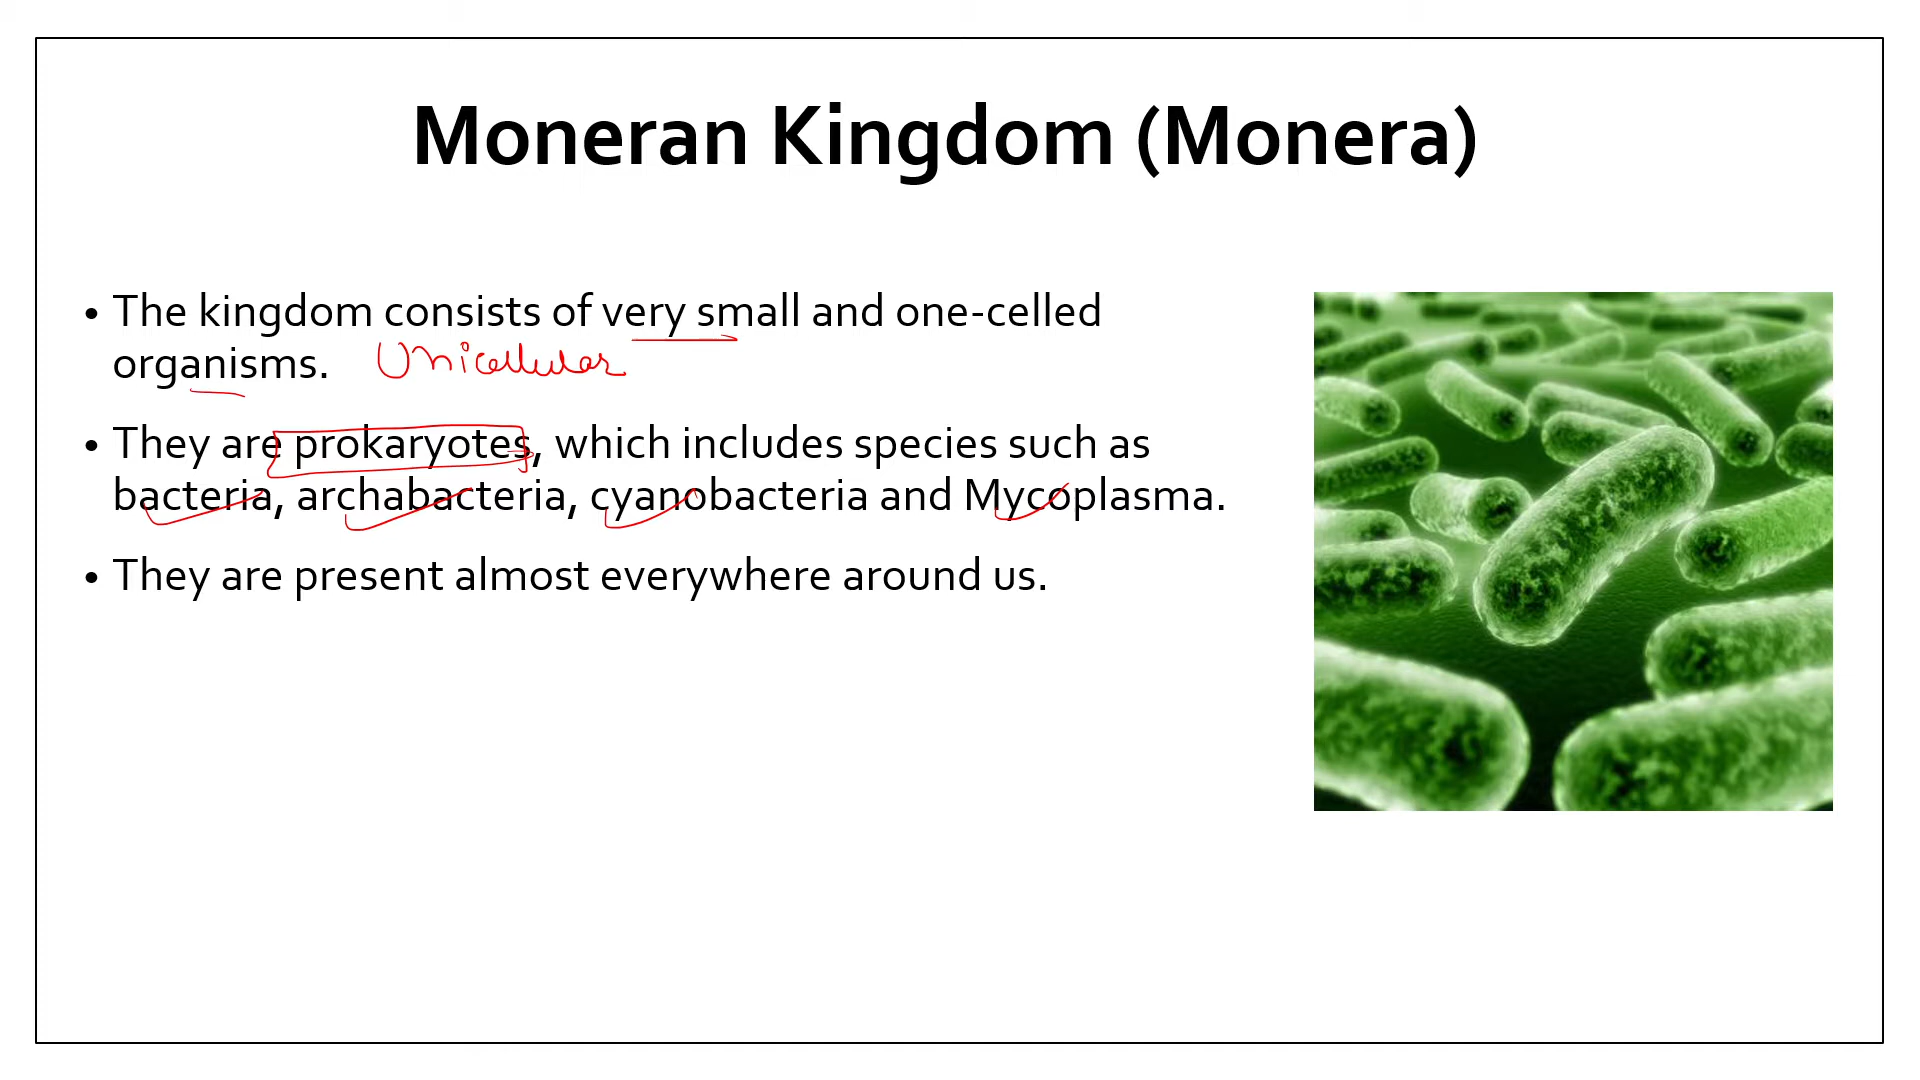 Moneran Kingdom (Monera)
• The kingdom consists of very small and one-celled
organisms. Unicellular
• They are prokaryotes, which includes species such as
bacteria, archabacteria, cyanobacteria and Mycoplasma.
• They are present almost everywhere around us.